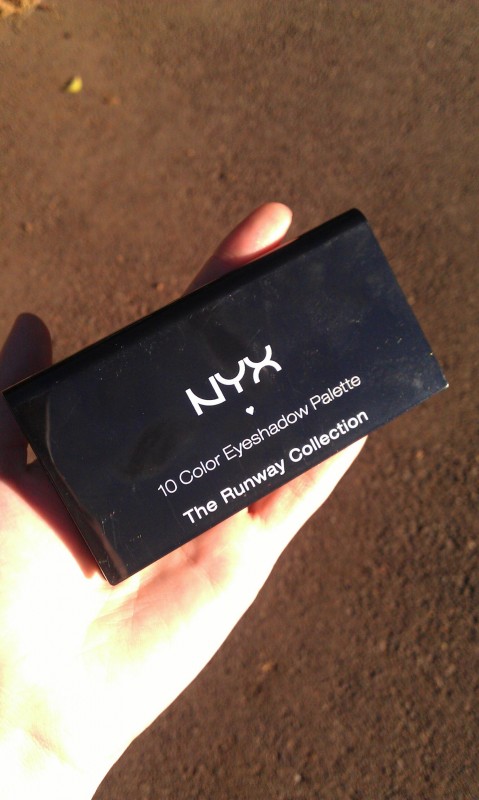 NYX
10 Color Eyeshadow Palette
The Runway Collection